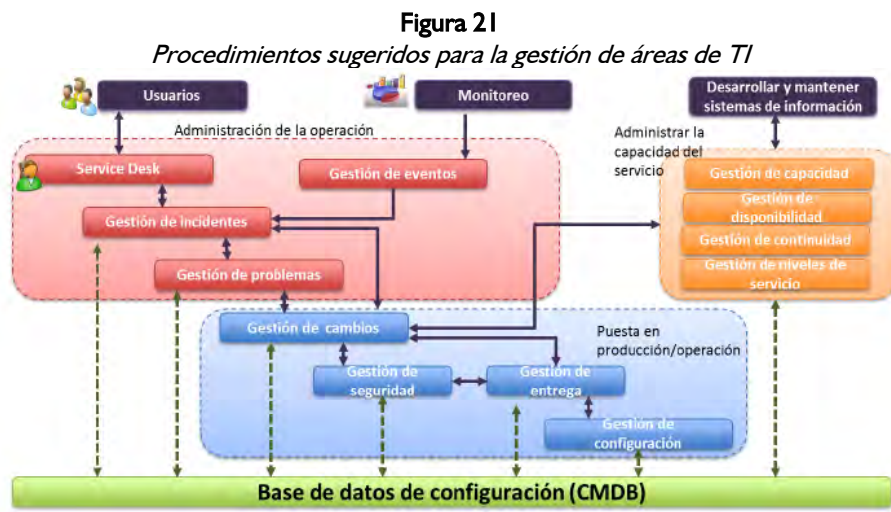 Figura 21
Procedimientos sugeridos para la gestión de áreas de TI
Usuarios
Monitoreo
Desarrollar y mantener
sistemas de información
Administración de la operación
Administrar la
capacidad del
servicio
Service Desk
Gestión de eventos
Gestión de capacidad
Gestión de
disponibilidad
Gestión de incidentes
Gestión de continuidad
Gestión de problemas
Gestión de niveles de
servicio
Gestión de cambios
Puesta en
producción/operación
Gestión de
seguridad
Gestión de
entrega
Gestión de
configuración
Base de datos de configuración (CMDB)